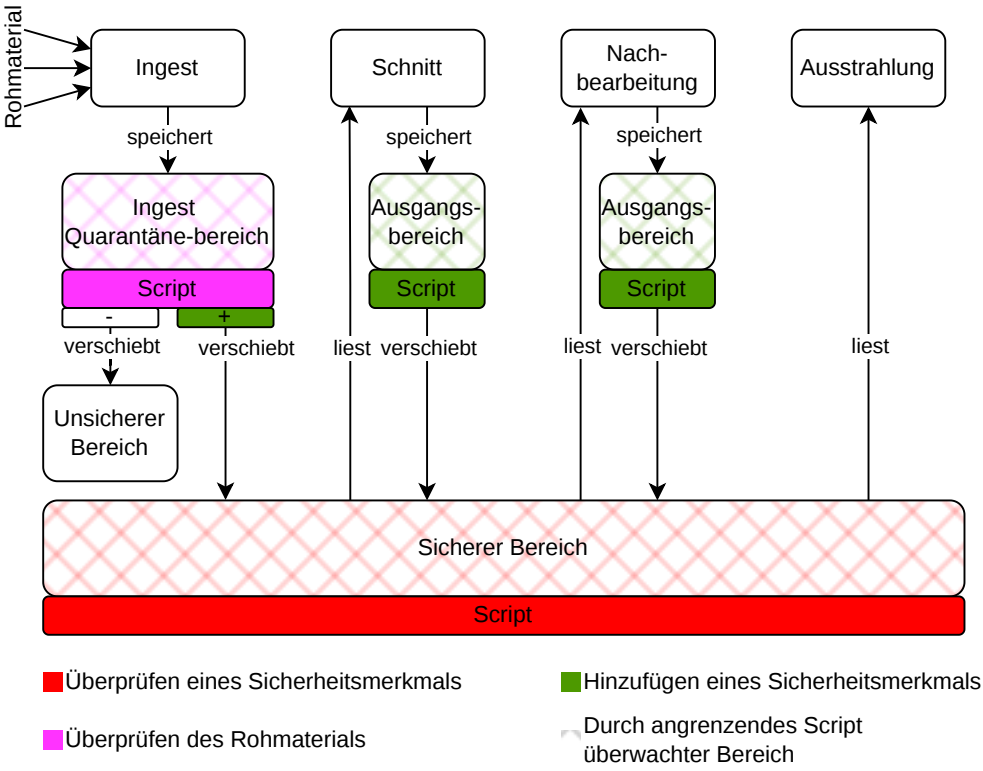 Rohmaterial
Ingest
Schnitt
Nach-
bearbeitung
Ausstrahlung
speichert
speichert
speichert
Ingest
Quarantäne-bereich
Ausgangs-
bereich
Ausgangs-
bereich
Script
Script
Script
-
+
verschiebt
verschiebt
liest
verschiebt
liest
verschiebt
liest
Unsicherer
Bereich
Sicherer Bereich
Script
Überprüfen eines Sicherheitsmerkmals
Hinzufügen eines Sicherheitsmerkmals
Überprüfen des Rohmaterials
Durch angrenzendes Script
überwachter Bereich